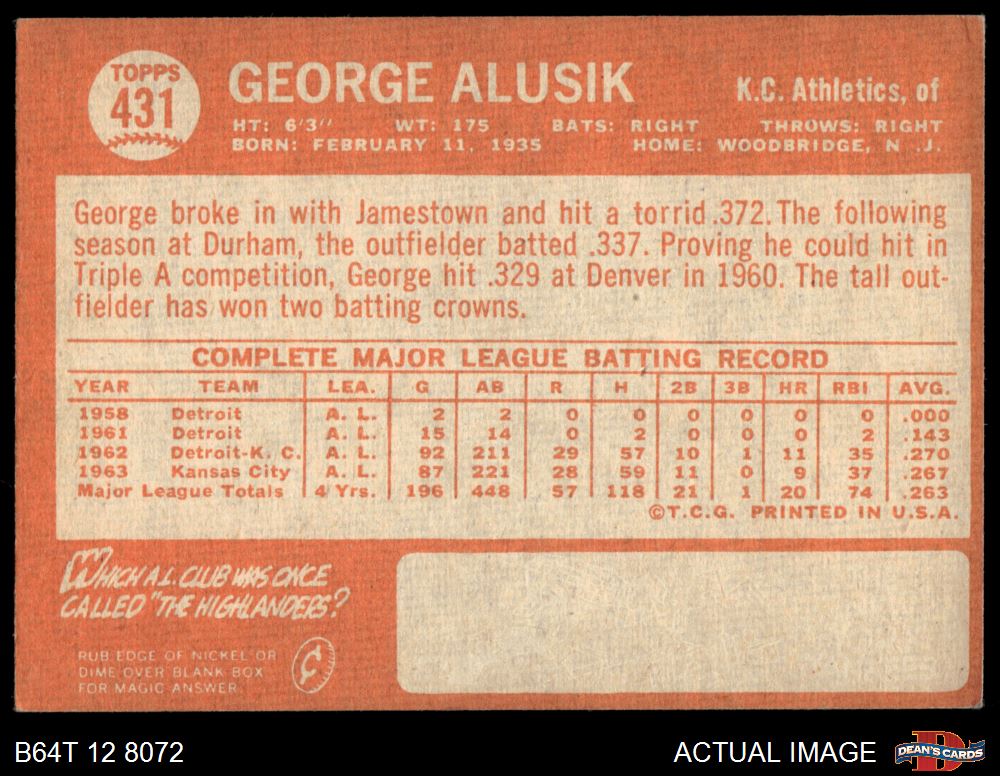 TOPPS
431
GEORGE ALUSIK
K.C. Athletics, of
HT: 6'3" WT: 175 BATS: RIGHT THROWS: RIGHT
BORN: FEBRUARY 11, 1935 HOME: WOODBRIDGE, N .J.
George broke in with Jamestown and hit a torrid .372. The following
season at Durham, the outfielder batted .337. Proving he could hit in
Triple A competition, George hit .329 at Denver in 1960. The tall out-
fielder has won two batting crowns.
COMPLETE MAJOR LEAGUE BATTING RECORD
YEAR TEAM LEA. G AB R H 2B 3B HR RBI AVG.
1958 Detroit A. L. 2 2 0 0 0 0 0 0 .000
1961 Detroit A. L. 15 14 0 2 0 0 0 2 .143
1962 Detroit-K. C. A. L. 92 211 29 57 10 1 11 35 .270
1963 Kansas City A. L. 87 221 28 59 11 0 9 37 .267
Major League Totals 4 Yrs. 196 448 57 118 21 1 20 74 .263
©T.C.G. PRINTED IN U.S.A.
WHICH A.L. CLUB WAS ONCE
CALLED "THE HIGHLANDERS?
RUB EDGE OF NICKEL OR
DIME OVER BLANK BOX
FOR MAGIC ANSWER
B64T 12 8072
ACTUAL IMAGE
DEAN'S CARDS